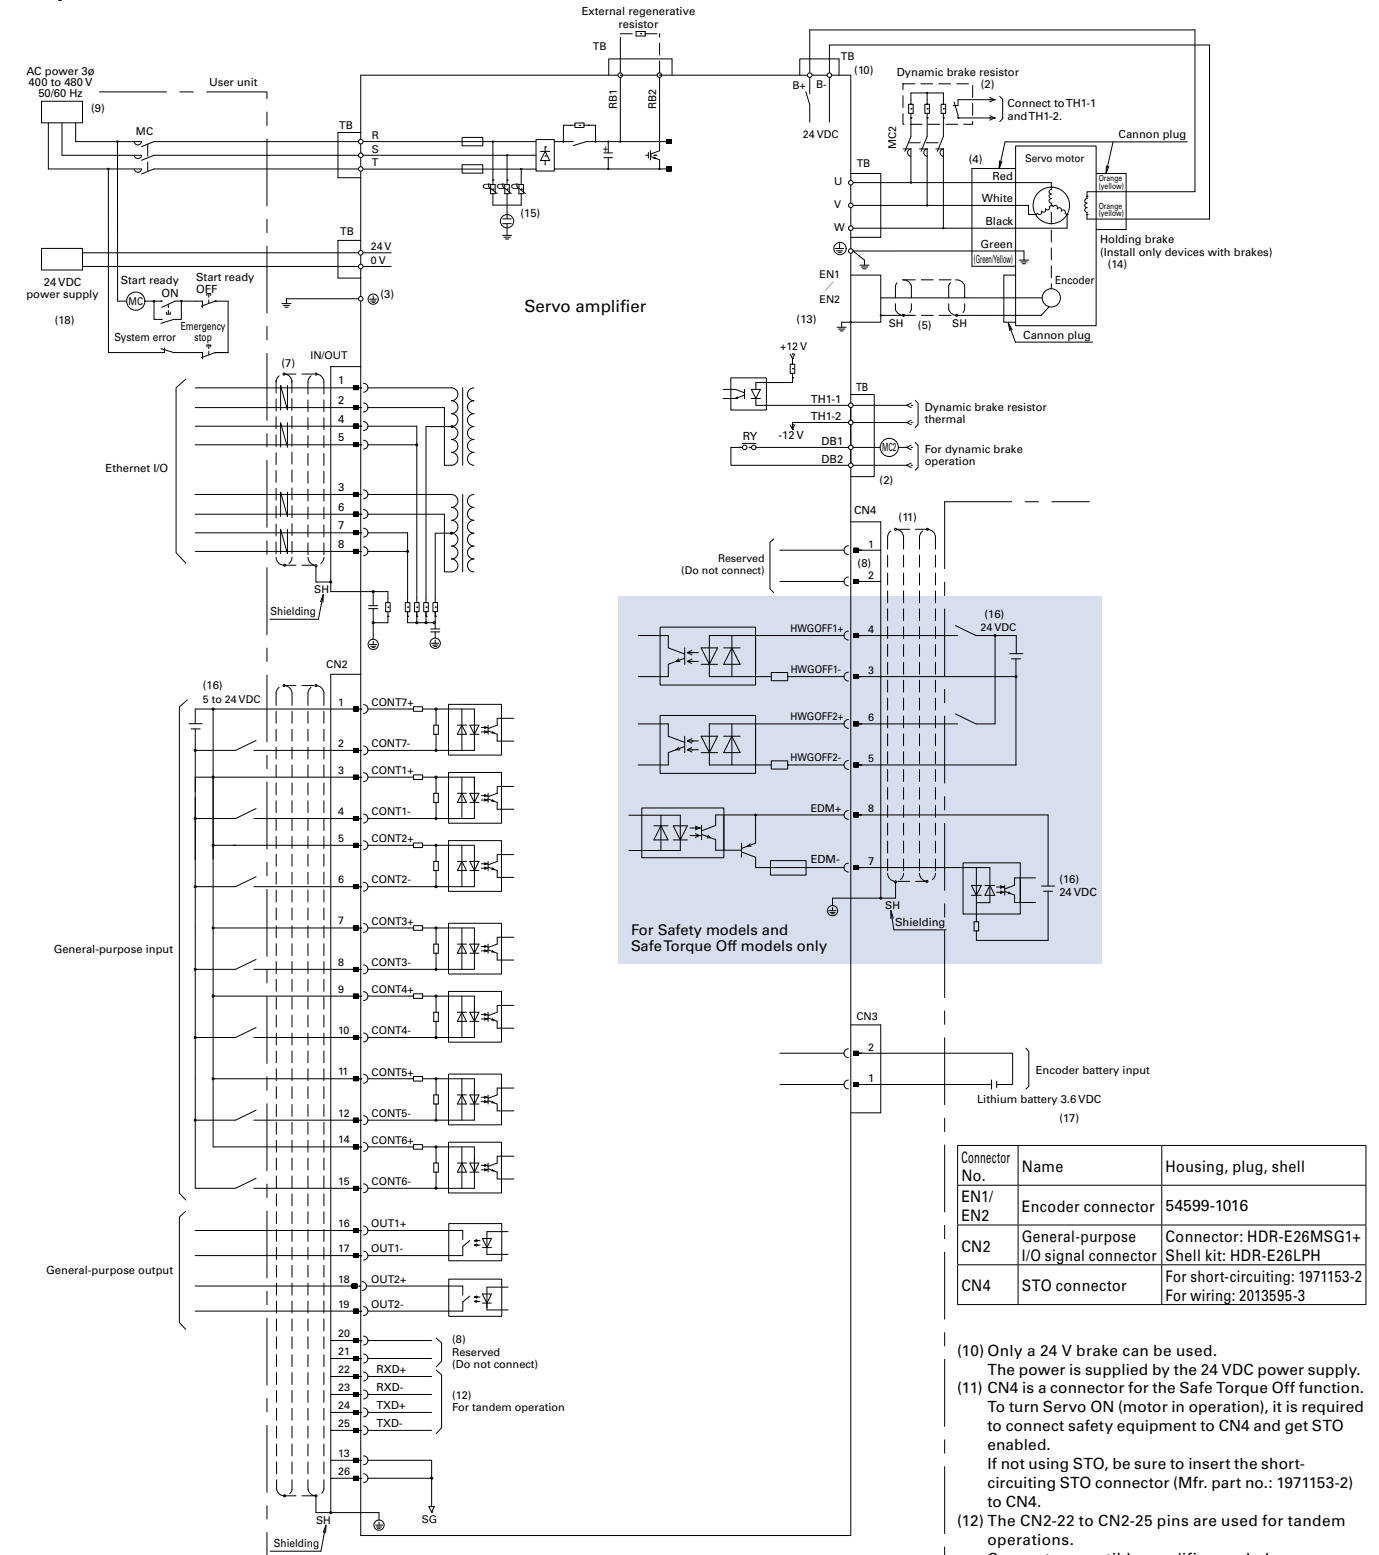 External regenerative
resistor
TB
AC power 3ø
400 to 480 V
50/60 Hz
(9)
User unit
MC
TB
R
S
T
RB1
RB2
(15)
TB
(10)
B+
B-
24 VDC
Dynamic brake resistor
(2)
Connect to TH1-1
and TH1-2.
MC2
Cannon plug
TB
(4)
Servo motor
U
Red
V
White
W
Black
Green
(Green/Yellow)
Orange
(yellow)
Orange
(yellow)
Holding brake
(Install only devices with brakes)
(14)
EN1
EN2
(13)
Encoder
SH
(5)
SH
Cannon plug
TB
24 V
0 V
(3)
24 VDC
power supply
(18)
Start ready
ON
Start ready
OFF
MC
System error
Emergency
stop
Servo amplifier
IN/OUT
(7)
1
2
4
5
Ethernet I/O
3
6
7
8
SH
Shielding
+12 V
TB
TH1-1
TH1-2
-12 V
Dynamic brake resistor
thermal
RY
DB1
DB2
MC2
For dynamic brake
operation
(2)
CN4
(11)
Reserved
(Do not connect)
1
(8)
2
HWGOFF1+
4
(16)
24 VDC
HWGOFF1-
3
HWGOFF2+
6
HWGOFF2-
5
EDM+
8
EDM-
7
(16)
24 VDC
SH
Shielding
For Safety models and
Safe Torque Off models only
CN2
(16)
5 to 24 VDC
1
CONT7+
2
CONT7-
3
CONT1+
4
CONT1-
5
CONT2+
6
CONT2-
7
CONT3+
General-purpose input
8
CONT3-
9
CONT4+
10
CONT4-
11
CONT5+
12
CONT5-
14
CONT6+
15
CONT6-
16
OUT1+
17
OUT1-
General-purpose output
18
OUT2+
19
OUT2-
20
21
(8)
Reserved
(Do not connect)
22
RXD+
23
RXD-
24
TXD+
25
TXD-
(12)
For tandem operation
13
26
SG
SH
Shielding
CN3
2
1
Encoder battery input
Lithium battery 3.6 VDC
(17)
Connector No. Name Housing, plug, shell
EN1/ EN2 Encoder connector 54599-1016
CN2 General-purpose I/O signal connector Connector: HDR-E26MSG1+ Shell kit: HDR-E26LPH
CN4 STO connector For short-circuiting: 1971153-2 For wiring: 2013595-3
(10) Only a 24 V brake can be used.
The power is supplied by the 24 VDC power supply.
(11) CN4 is a connector for the Safe Torque Off function.
To turn Servo ON (motor in operation), it is required
to connect safety equipment to CN4 and get STO
enabled.
If not using STO, be sure to insert the short-
circuiting STO connector (Mfr. part no.: 1971153-2)
to CN4.
(12) The CN2-22 to CN2-25 pins are used for tandem
operations.